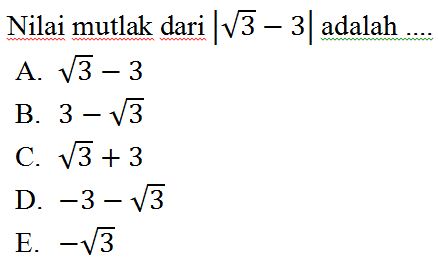 Nilai mutlak dari |√3 − 3| adalah ....
A. √3 − 3
B. 3 − √3
C. √3 + 3
D. −3 − √3
E. −√3